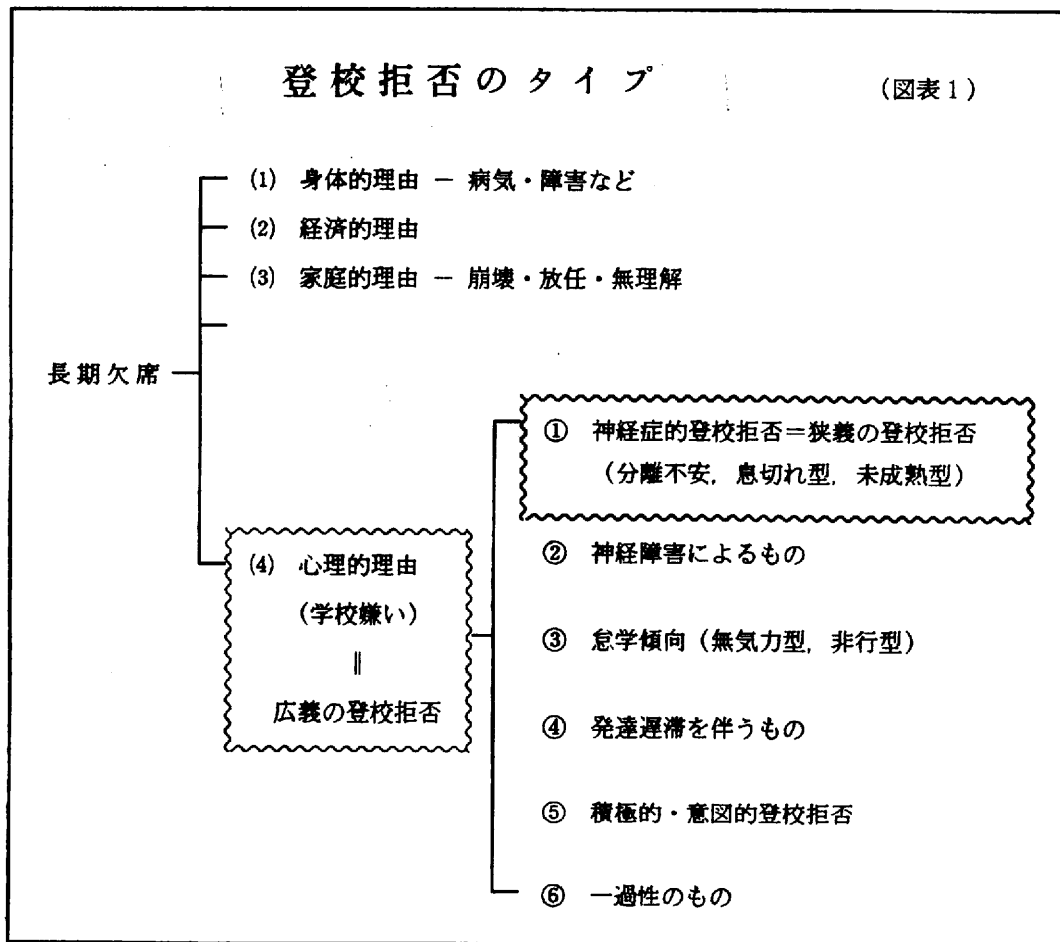 登校拒否のタイプ
(図表1)
(1) 身体的理由 － 病気・障害など
(2) 経済的理由
(3) 家庭的理由 － 崩壊・放任・無理解
長期欠席
① 神経症的登校拒否＝狭義の登校拒否
(分離不安，息切れ型，未成熟型)
② 神経障害によるもの
(4) 心理的理由
(学校嫌い)
‖
広義の登校拒否
③ 怠学傾向（無気力型，非行型）
④ 発達遅滞を伴うもの
⑤ 積極的・意図的登校拒否
⑥ 一過性のもの